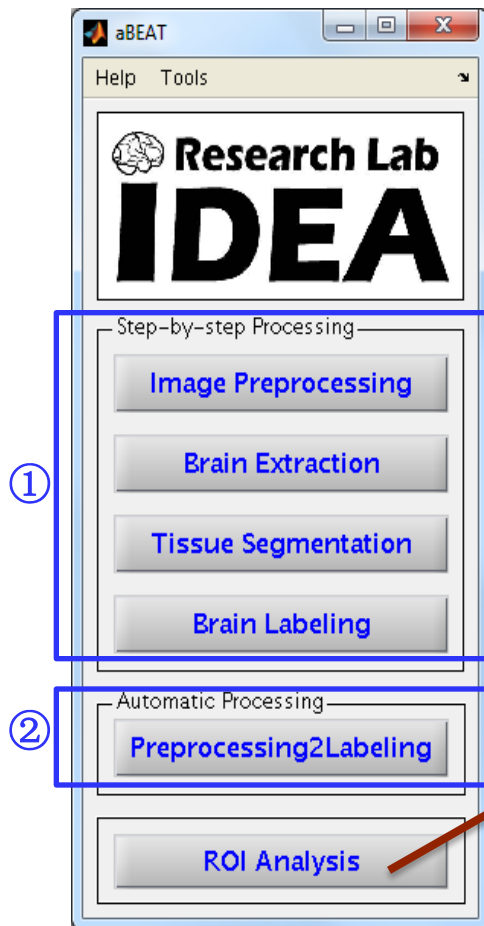 aBEAT
Help Tools
Research Lab
IDEA
Step-by-step Processing
Image Preprocessing
Brain Extraction
①
Tissue Segmentation
Brain Labeling
Automatic Processing
②
Preprocessing2Labeling
ROI Analysis